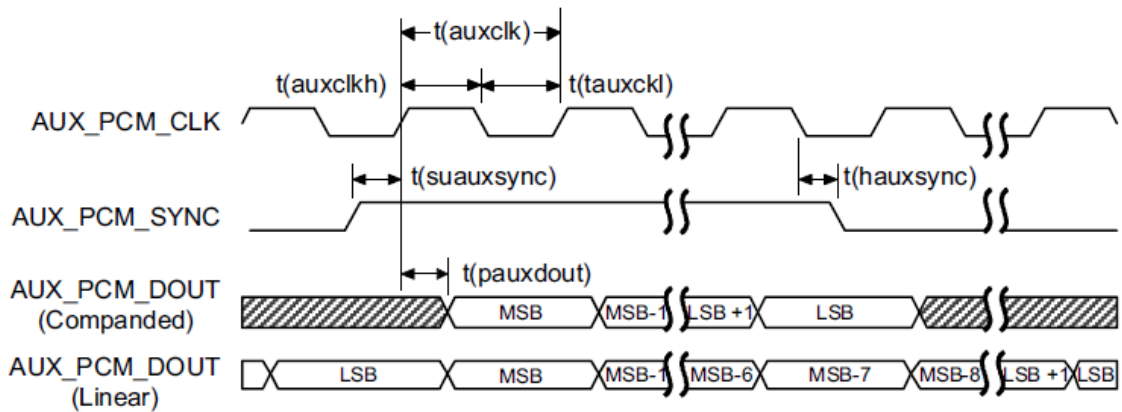 t(auxclk)
t(auxclkh) t(tauxckl)
AUX_PCM_CLK
t(suauxsync) t(hauxsync)
AUX_PCM_SYNC
t(pauxdout)
AUX_PCM_DOUT
(Companded)
MSB MSB-1 LSB +1 LSB
AUX_PCM_DOUT
(Linear)
LSB MSB MSB-1 MSB-6 MSB-7 MSB-8 LSB +1 LSB